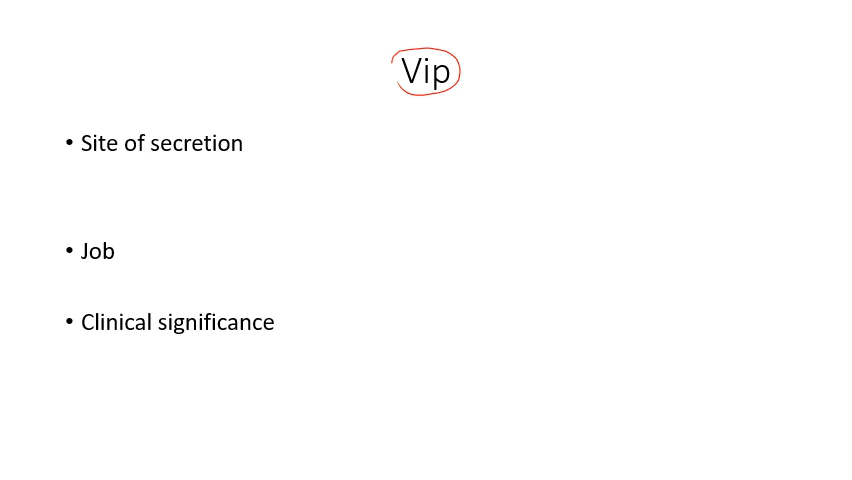 Vip
• Site of secretion
• Job
• Clinical significance